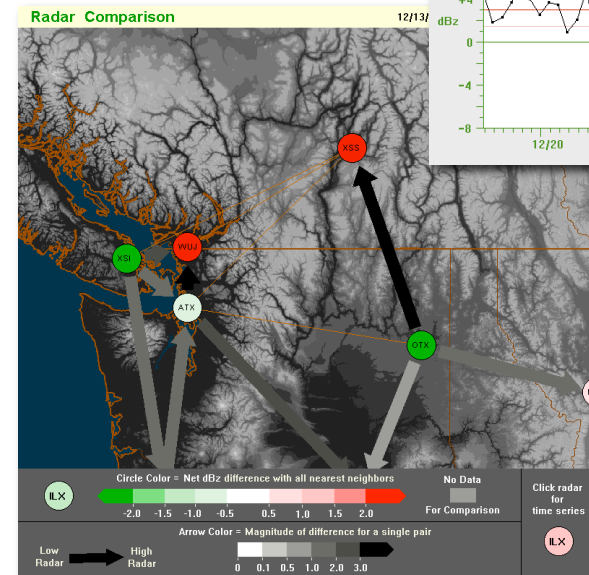 Radar Comparison
12/13/
+4
dBz
0
-4
-8
12/20
XSS
WUJ
XSI
ATX
OTX
Circle Color = Net dBz difference with all nearest neighbors
ILX
-2.0 -1.5 -1.0 -0.5 0.5 1.0 1.5 2.0
No Data
For Comparison
Click radar
for
time series
ILX
Arrow Color = Magnitude of difference for a single pair
Low
Radar
High
Radar
0 0.1 0.5 1.0 2.0 3.0